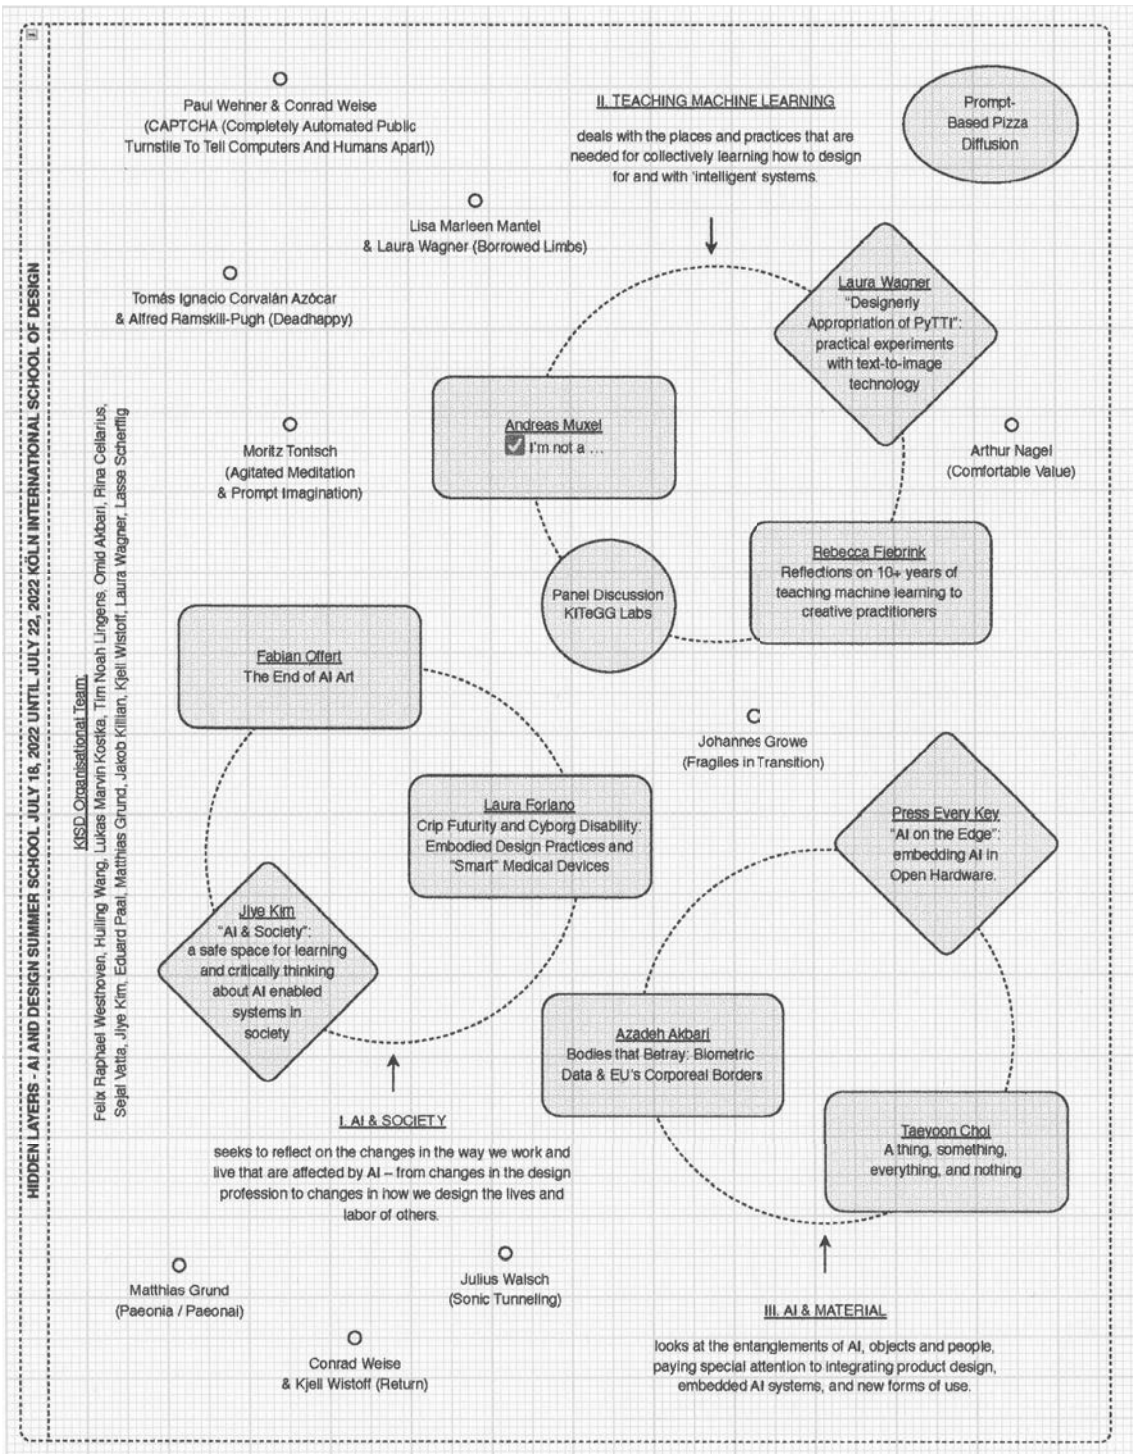 HIDDEN LAYERS - AI AND DESIGN SUMMER SCHOOL JULY 18, 2022 UNTIL JULY 22, 2022 KÖLN INTERNATIONAL SCHOOL OF DESIGN
KISD Organisational Team:
Felix Raphael Westhoven, Huiling Wang, Lukas Marvin Kostka, Tim Noah Lingens, Omid Akbari, Rina Cellarius,
Sejal Vatta, Jiye Kim, Eduard Paal, Matthias Grund, Jakob Killian, Kjell Wistoff, Laura Wagner, Lasse Scherffig
Paul Wehner & Conrad Weise
(CAPTCHA (Completely Automated Public
Turnstile To Tell Computers And Humans Apart))
II. TEACHING MACHINE LEARNING
deals with the places and practices that are
needed for collectively learning how to design
for and with 'intelligent' systems.
Prompt-
Based Pizza
Diffusion
Lisa Marleen Mantel
& Laura Wagner (Borrowed Limbs)
Tomás Ignacio Corvalán Azócar
& Alfred Ramskill-Pugh (Deadhappy)
Laura Wagner
"Designerly
Appropriation of PyTTI":
practical experiments
with text-to-image
technology
Andreas Muxel
☑ I'm not a ...
Moritz Tontsch
(Agitated Meditation
& Prompt Imagination)
Arthur Nagel
(Comfortable Value)
Rebecca Fiebrink
Reflections on 10+ years of
teaching machine learning to
creative practitioners
Panel Discussion
KITeGG Labs
Fabian Offert
The End of AI Art
Johannes Growe
(Fragiles in Transition)
Laura Forlano
Crip Futurity and Cyborg Disability:
Embodied Design Practices and
"Smart" Medical Devices
Press Every Key
"AI on the Edge":
embedding AI in
Open Hardware.
Jiye Kim
"AI & Society":
a safe space for learning
and critically thinking
about AI enabled
systems in
society
Azadeh Akbari
Bodies that Betray: Biometric
Data & EU's Corporeal Borders
Taeyoon Choi
A thing, something,
everything, and nothing
I. AI & SOCIETY
seeks to reflect on the changes in the way we work and
live that are affected by AI – from changes in the design
profession to changes in how we design the lives and
labor of others.
Matthias Grund
(Paeonia / Paeonai)
Julius Walsch
(Sonic Tunneling)
Conrad Weise
& Kjell Wistoff (Return)
III. AI & MATERIAL
looks at the entanglements of AI, objects and people,
paying special attention to integrating product design,
embedded AI systems, and new forms of use.